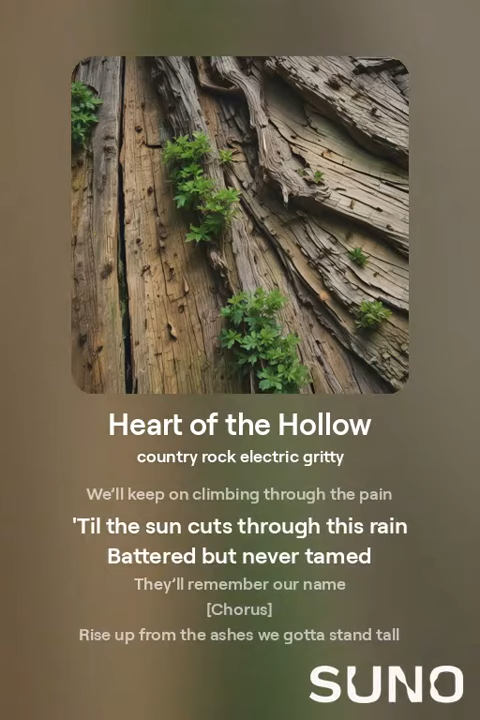 Heart of the Hollow
country rock electric gritty
We'll keep on climbing through the pain
'Til the sun cuts through this rain
Battered but never tamed
They'll remember our name
[Chorus]
Rise up from the ashes we gotta stand tall
SUNO